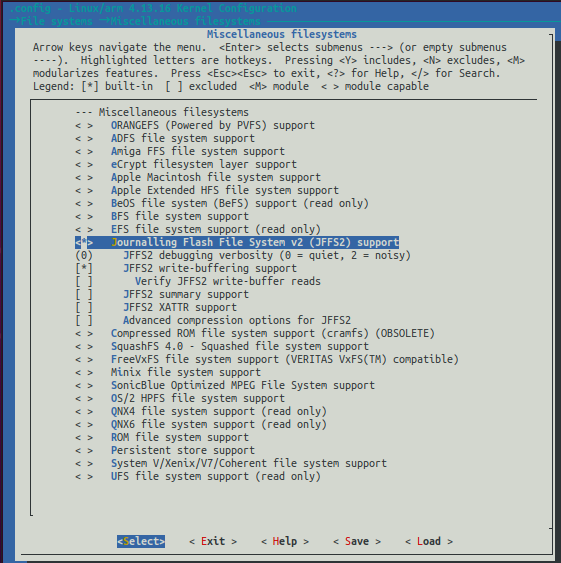 .config - Linux/arm 4.13.16 Kernel Configuration
→File systems →Miscellaneous filesystems
Miscellaneous filesystems
Arrow keys navigate the menu. <Enter> selects submenus ---> (or empty submenus
----). Highlighted letters are hotkeys. Pressing <Y> includes, <N> excludes, <M>
modularizes features. Press <Esc><Esc> to exit, <?> for Help, </> for Search.
Legend: [*] built-in [ ] excluded <M> module < > module capable
--- Miscellaneous filesystems
< > ORANGEFS (Powered by PVFS) support
< > ADFS file system support
< > Amiga FFS file system support
< > eCrypt filesystem layer support
< > Apple Macintosh file system support
< > Apple Extended HFS file system support
< > BeOS file system (BeFS) support (read only)
< > BFS file system support
< > EFS file system support (read only)
<*> Journalling Flash File System v2 (JFFS2) support
(0) JFFS2 debugging verbosity (0 = quiet, 2 = noisy)
[*] JFFS2 write-buffering support
[ ] Verify JFFS2 write-buffer reads
[ ] JFFS2 summary support
[ ] JFFS2 XATTR support
[ ] Advanced compression options for JFFS2
< > Compressed ROM file system support (cramfs) (OBSOLETE)
< > SquashFS 4.0 - Squashed file system support
< > FreeVxFS file system support (VERITAS VxFS(TM) compatible)
< > Minix file system support
< > SonicBlue Optimized MPEG File System support
< > OS/2 HPFS file system support
< > QNX4 file system support (read only)
< > QNX6 file system support (read only)
< > ROM file system support
< > Persistent store support
< > System V/Xenix/V7/Coherent file system support
< > UFS file system support (read only)
<Select> < Exit > < Help > < Save > < Load >